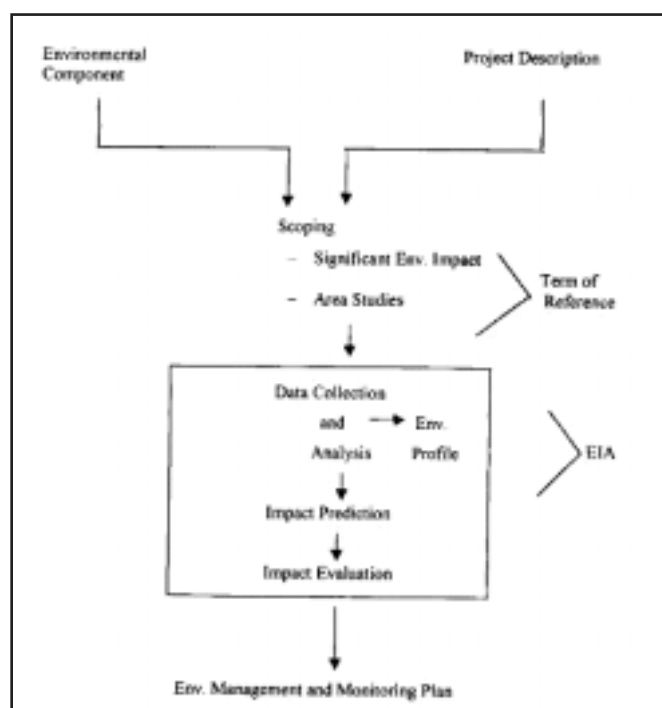 Environmental
Component
Project Description
Scoping
– Significant Env. Impact
– Area Studies
Term of
Reference
Data Collection
and
Env.
Analysis
Profile
EIA
Impact Prediction
Impact Evaluation
Env. Management and Monitoring Plan